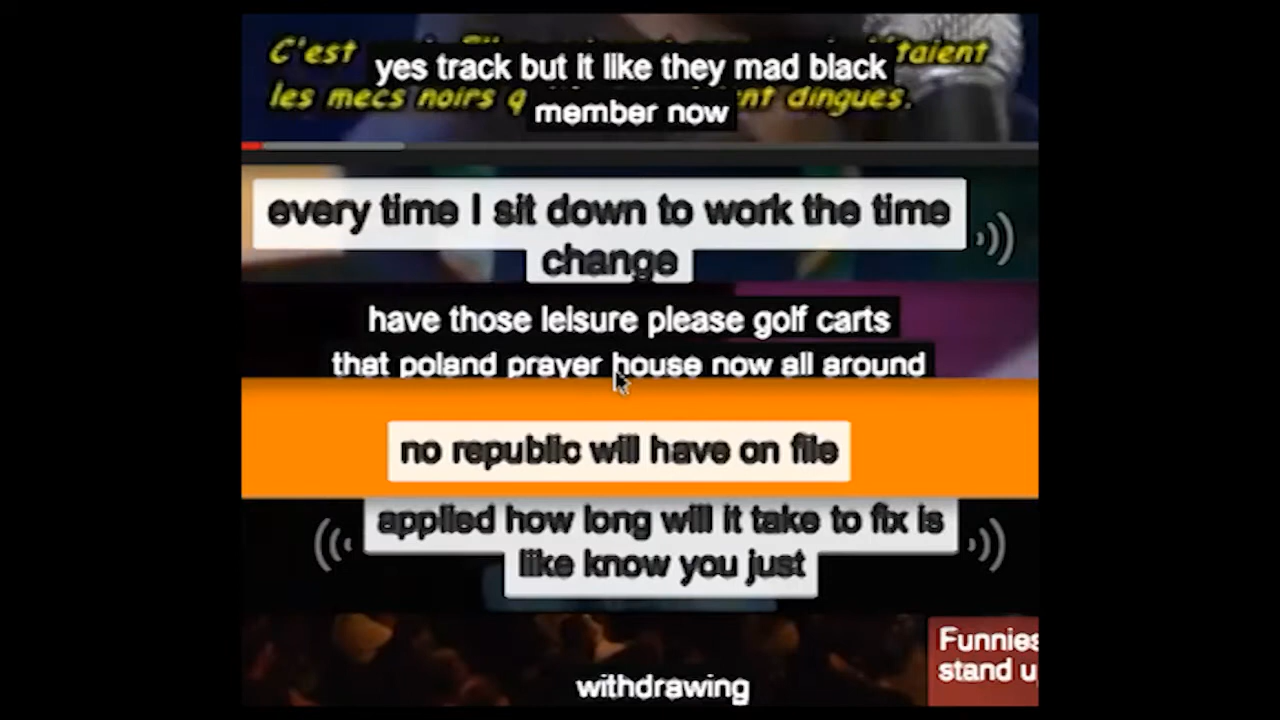 C'est taient
yes track but it like they mad black
les mecs noirs q nt dingues.
member now
every time I sit down to work the time
change
have those leisure please golf carts
that poland prayer house now all around
no republic will have on file
applied how long will it take to fix is
like know you just
Funnies
stand u
withdrawing